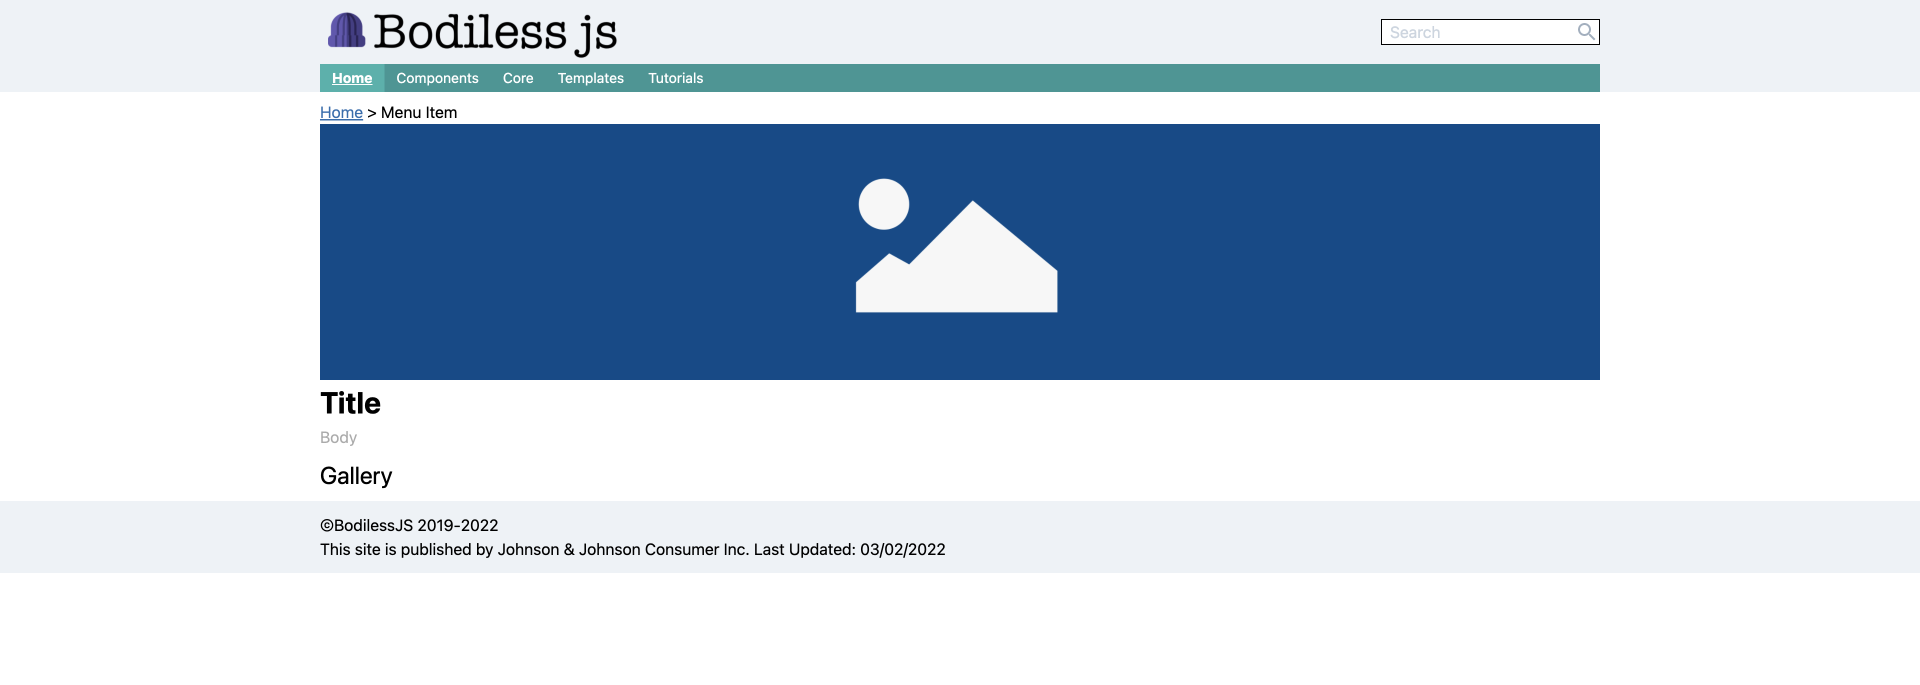 Bodiless js
Search
Home Components Core Templates Tutorials
Home > Menu Item
Title
Body
Gallery
©BodilessJS 2019-2022
This site is published by Johnson & Johnson Consumer Inc. Last Updated: 03/02/2022